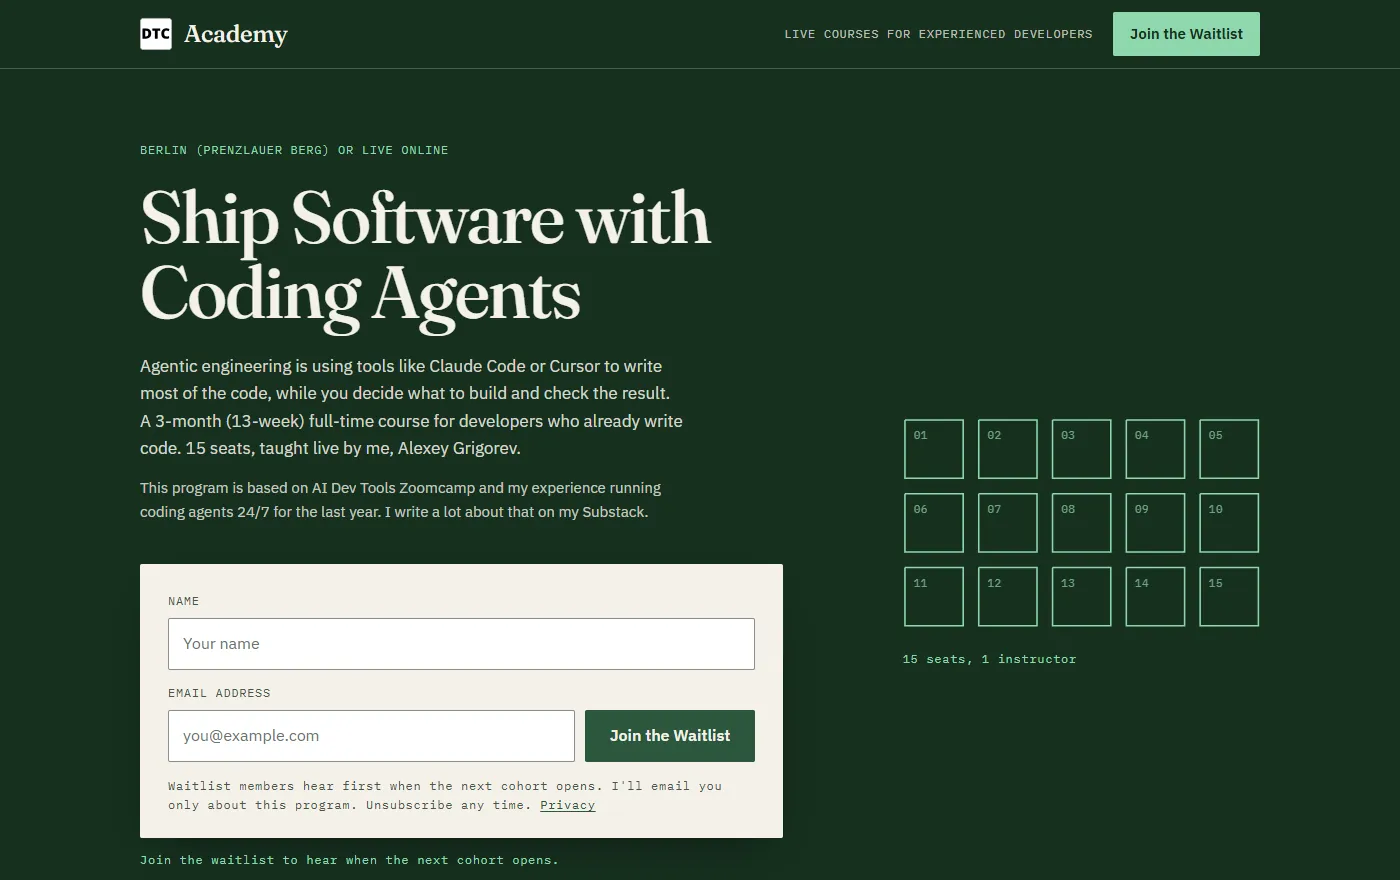 DTC Academy
LIVE COURSES FOR EXPERIENCED DEVELOPERS
Join the Waitlist
BERLIN (PRENZLAUER BERG) OR LIVE ONLINE
Ship Software with
Coding Agents
Agentic engineering is using tools like Claude Code or Cursor to write
most of the code, while you decide what to build and check the result.
A 3-month (13-week) full-time course for developers who already write
code. 15 seats, taught live by me, Alexey Grigorev.
This program is based on AI Dev Tools Zoomcamp and my experience running
coding agents 24/7 for the last year. I write a lot about that on my Substack.
NAME
Your name
EMAIL ADDRESS
you@example.com
Join the Waitlist
Waitlist members hear first when the next cohort opens. I'll email you
only about this program. Unsubscribe any time. Privacy
Join the waitlist to hear when the next cohort opens.
01 02 03 04 05
06 07 08 09 10
11 12 13 14 15
15 seats, 1 instructor